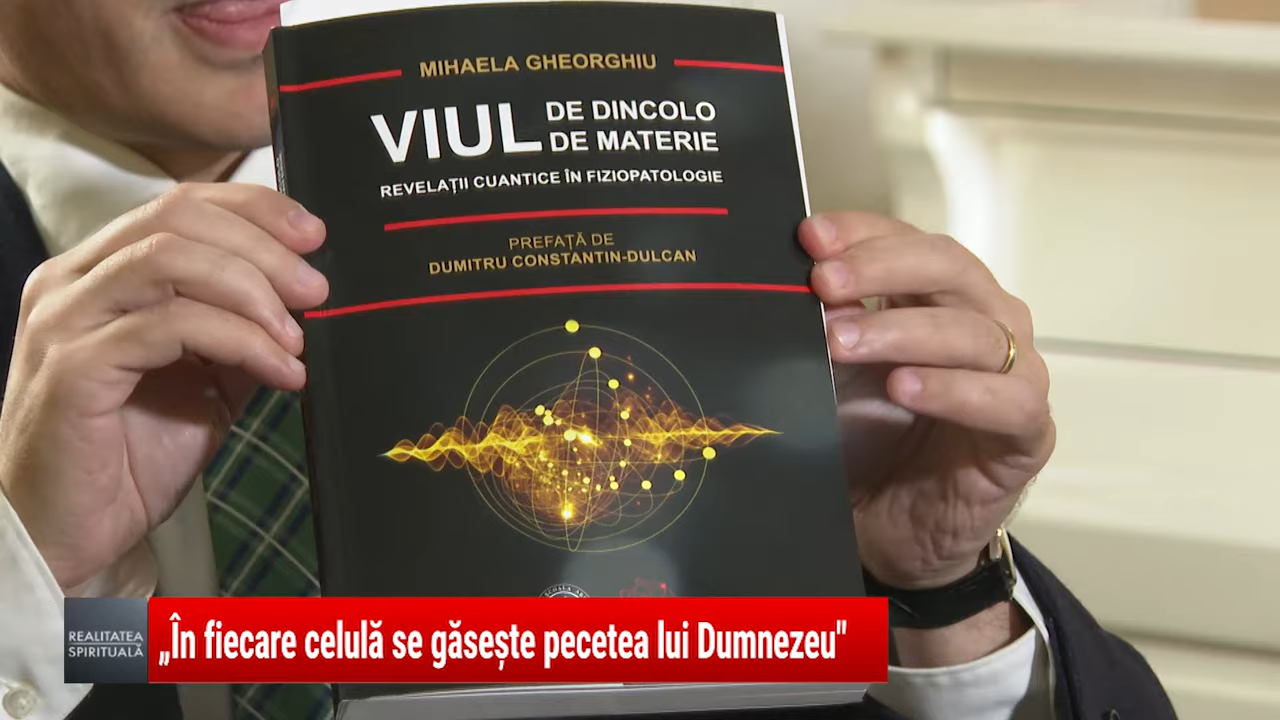 MIHAELA GHEORGHIU
VIUL DE DINCOLO
DE MATERIE
REVELAȚII CUANTICE ÎN FIZIOPATOLOGIE
PREFAȚĂ DE
DUMITRU CONSTANTIN-DULCAN
REALITATEA
SPIRITUALĂ
„În fiecare celulă se găsește pecetea lui Dumnezeu"